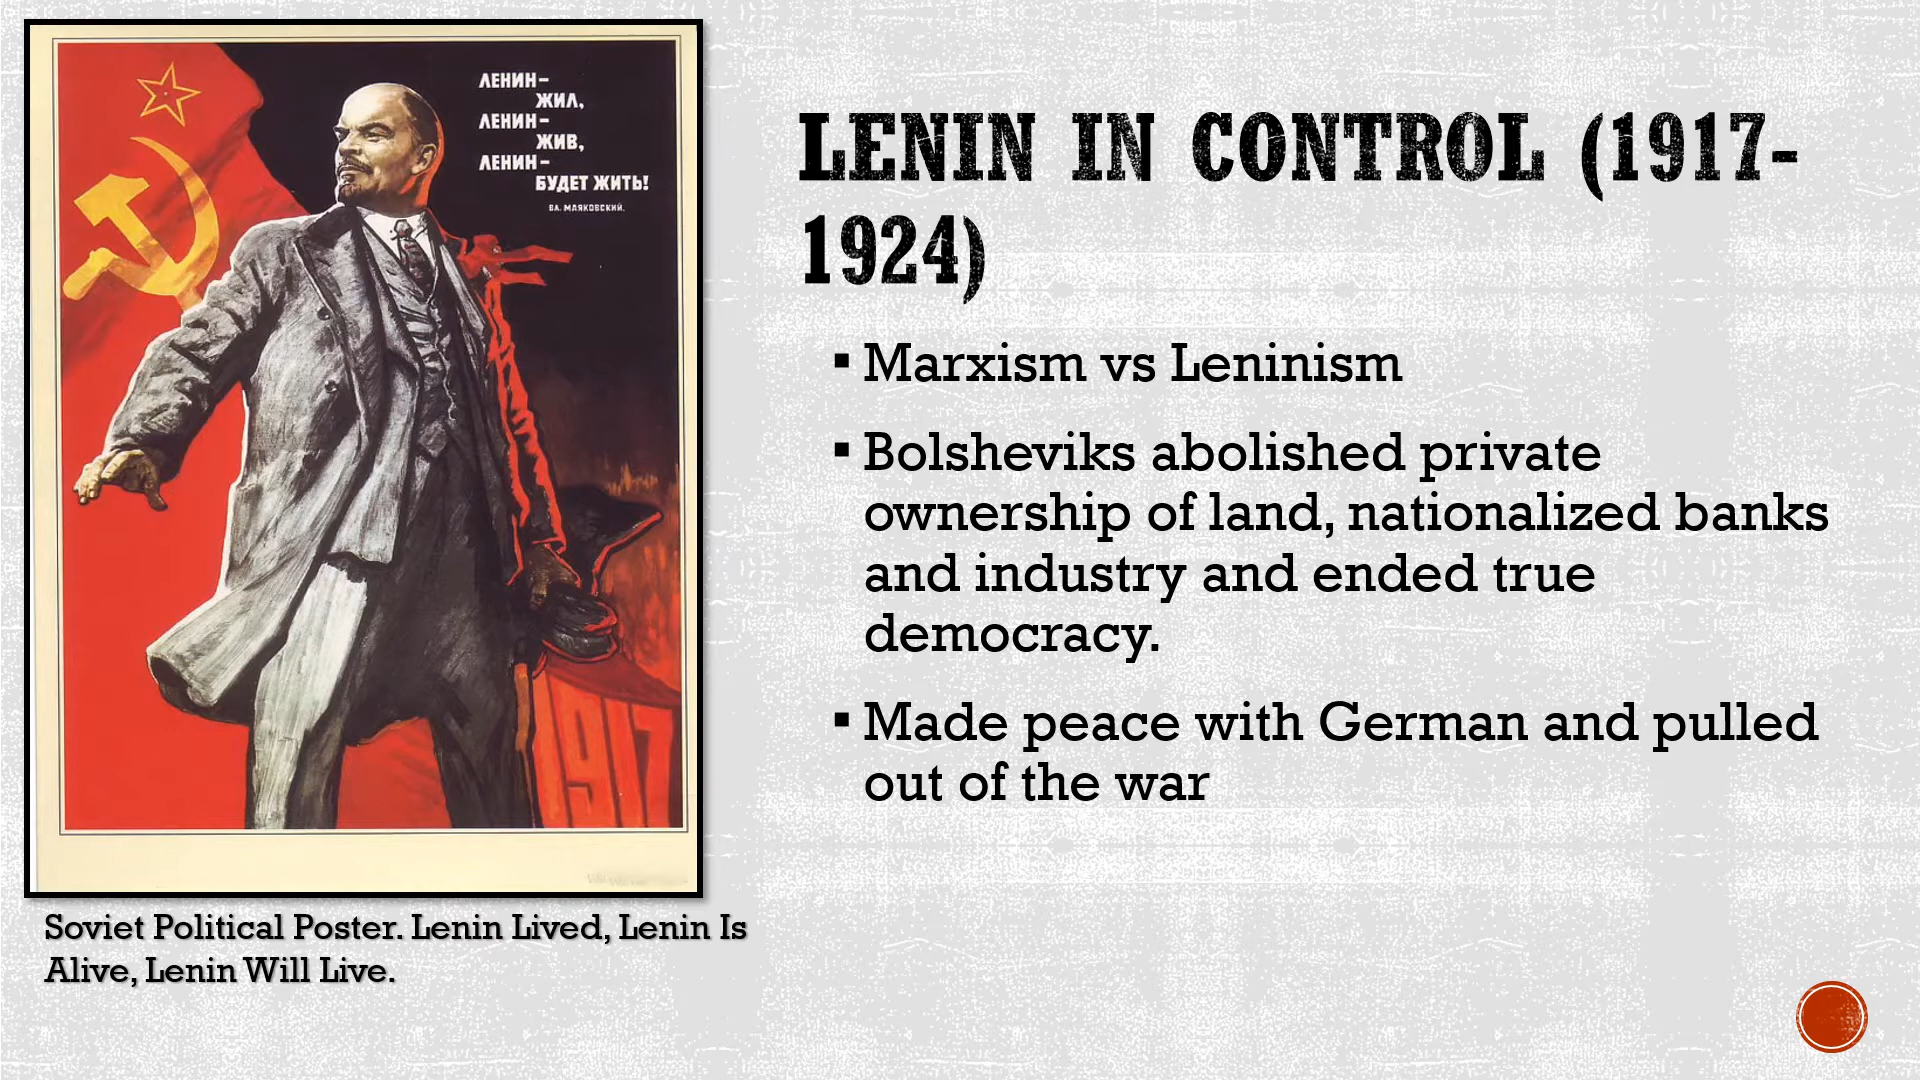 ЛЕНИН–
ЖИЛ,
ЛЕНИН–
ЖИВ,
ЛЕНИН–
БУДЕТ ЖИТЬ!
ВЛ. МАЯКОВСКИЙ.
1917
Soviet Political Poster. Lenin Lived, Lenin Is
Alive, Lenin Will Live.
LENIN IN CONTROL (1917-
1924)
▪ Marxism vs Leninism
▪ Bolsheviks abolished private
ownership of land, nationalized banks
and industry and ended true
democracy.
▪ Made peace with German and pulled
out of the war